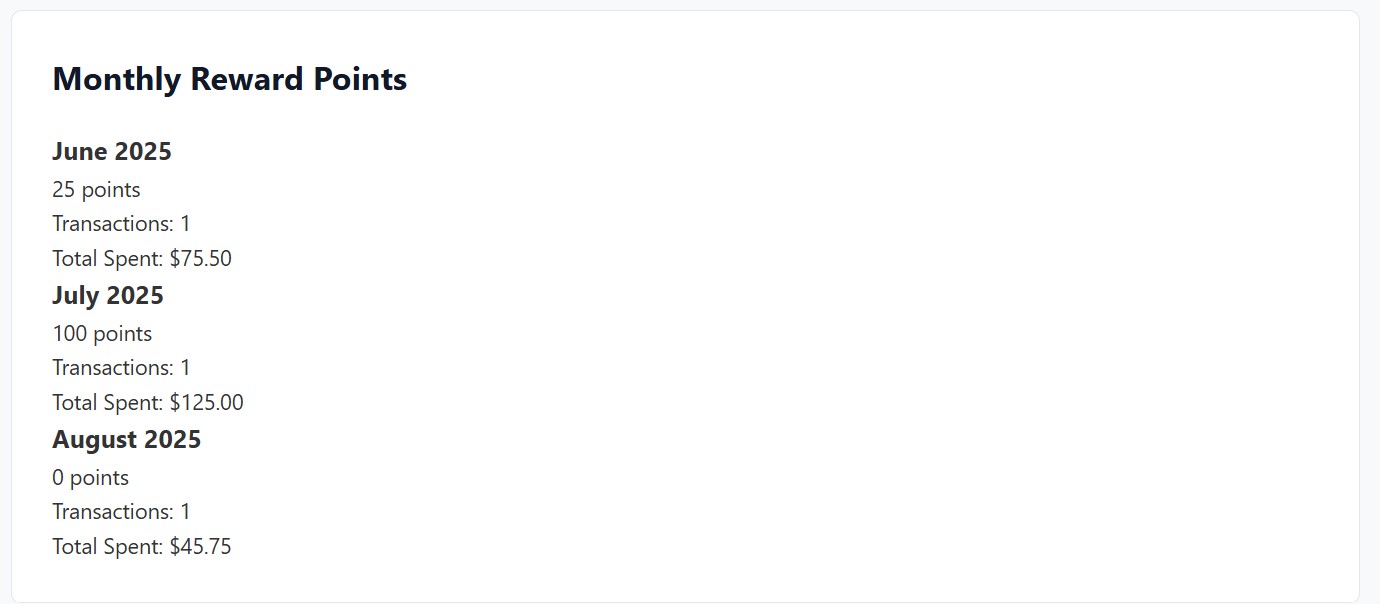 Monthly Reward Points
June 2025
25 points
Transactions: 1
Total Spent: $75.50
July 2025
100 points
Transactions: 1
Total Spent: $125.00
August 2025
0 points
Transactions: 1
Total Spent: $45.75